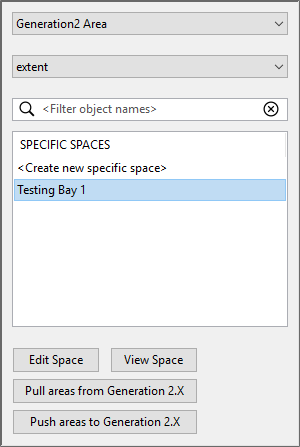 Generation2 Area
extent
<Filter object names>
SPECIFIC SPACES
<Create new specific space>
Testing Bay 1
Edit Space
View Space
Pull areas from Generation 2.X
Push areas to Generation 2.X